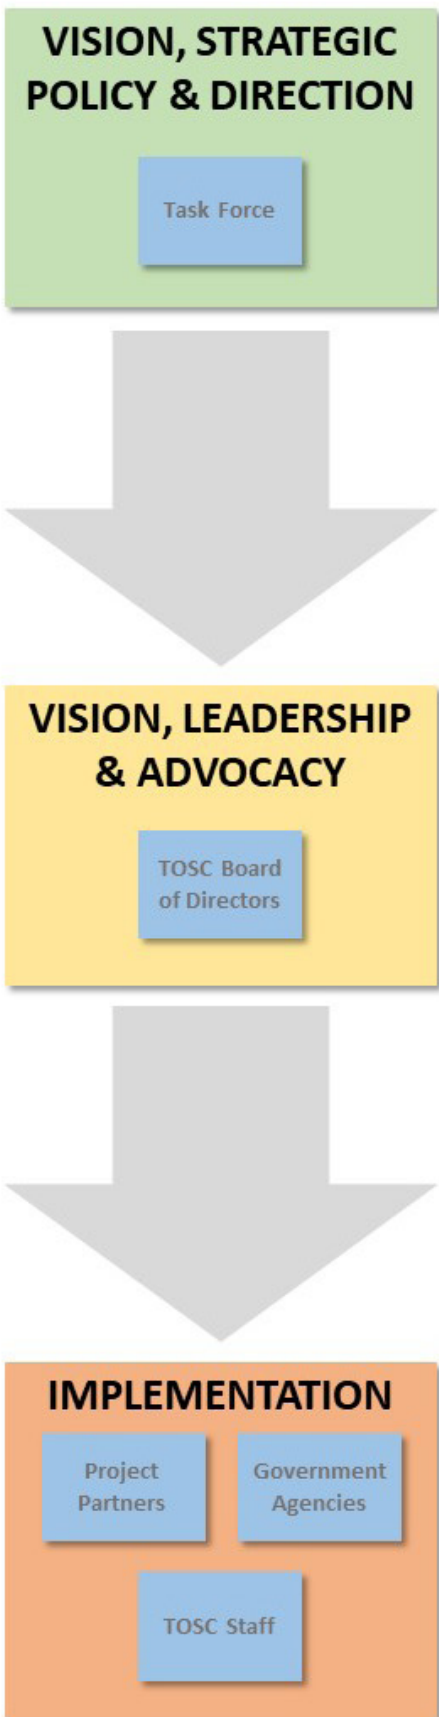 VISION, STRATEGIC
POLICY & DIRECTION
Task Force
VISION, LEADERSHIP
& ADVOCACY
TOSC Board
of Directors
IMPLEMENTATION
Project
Partners
Government
Agencies
TOSC Staff